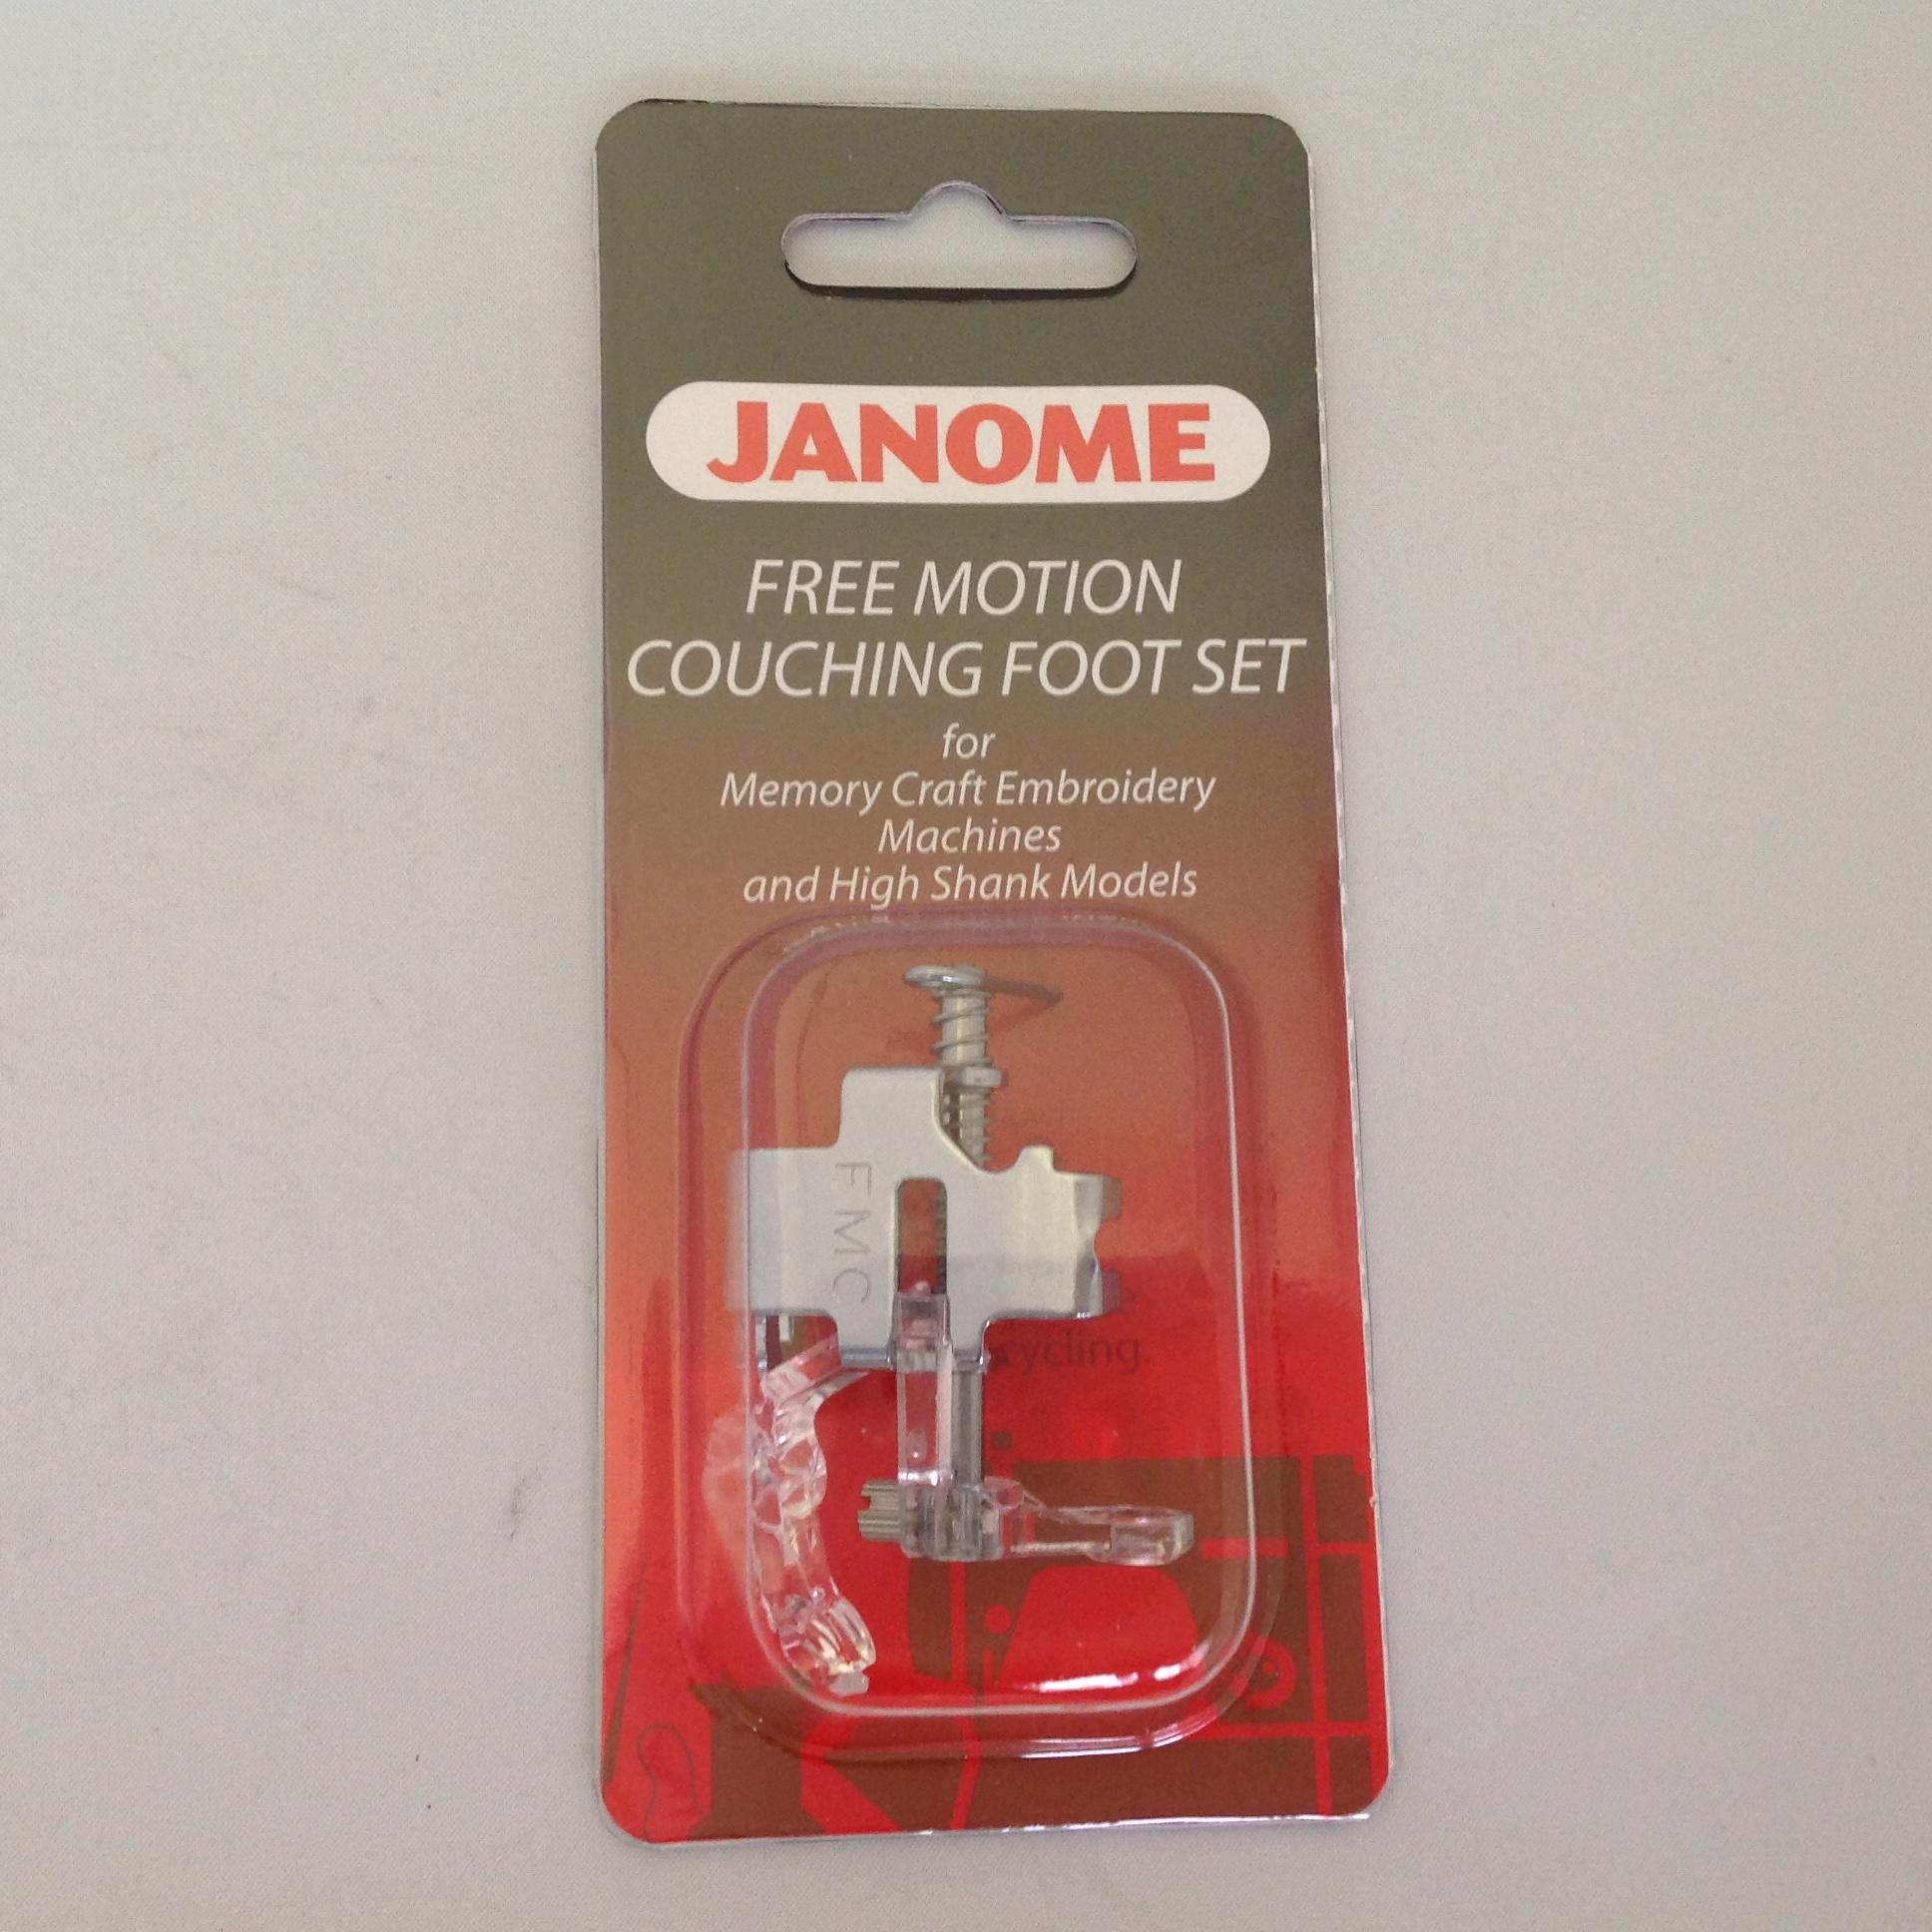 JANOME
FREE MOTION
COUCHING FOOT SET
for
Memory Craft Embroidery
Machines
and High Shank Models
FMC
cycling.